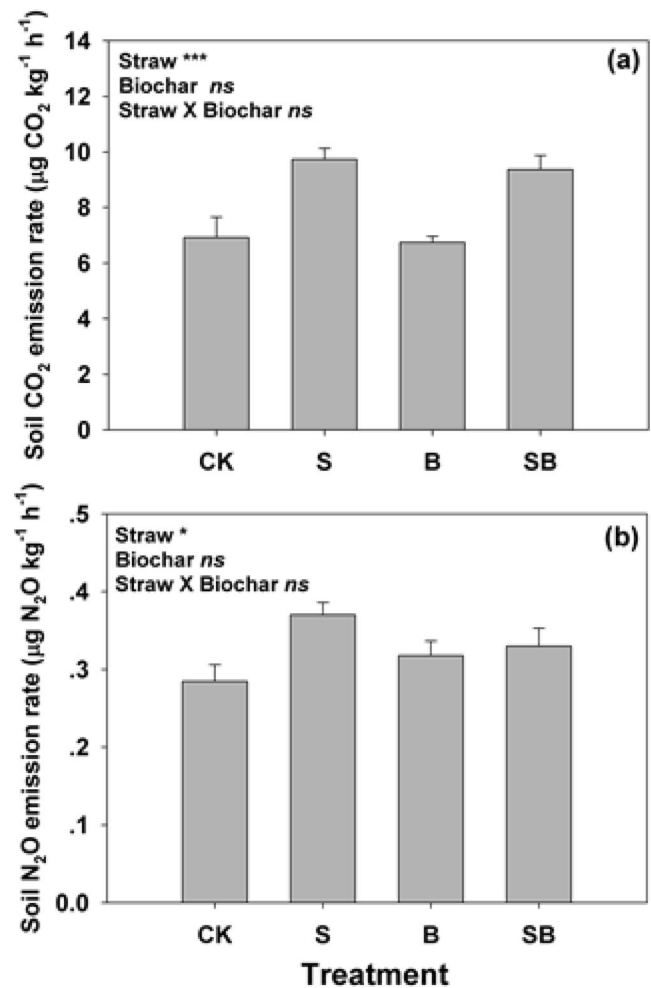 Soil CO₂ emission rate (μg CO₂ kg⁻¹ h⁻¹)
14
12
10
8
6
4
2
0
Straw ***
Biochar ns
Straw X Biochar ns
(a)
CK S B SB
Soil N₂O emission rate (μg N₂O kg⁻¹ h⁻¹)
.5
.4
.3
.2
.1
0.0
Straw *
Biochar ns
Straw X Biochar ns
(b)
CK S B SB
Treatment